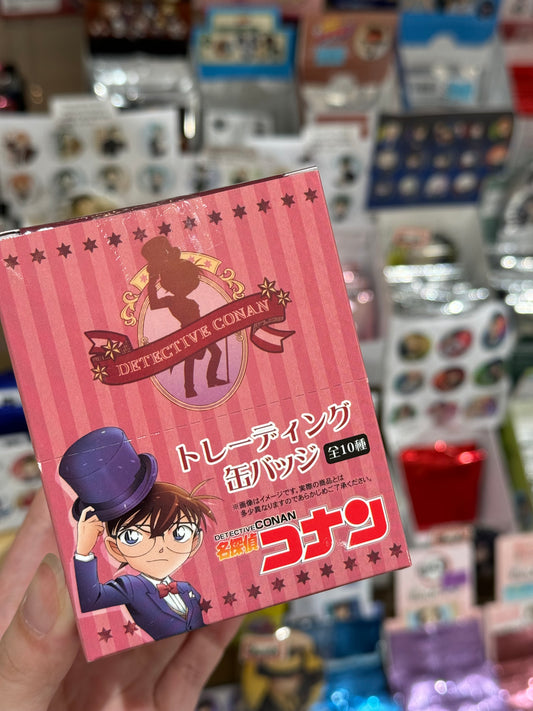 DETECTIVE CONAN
トレーディング
缶バッジ 全10種
※画像はイメージです。実際の商品とは
多少異なりますのであらかじめご了承ください。
DETECTIVE CONAN
名探偵コナン